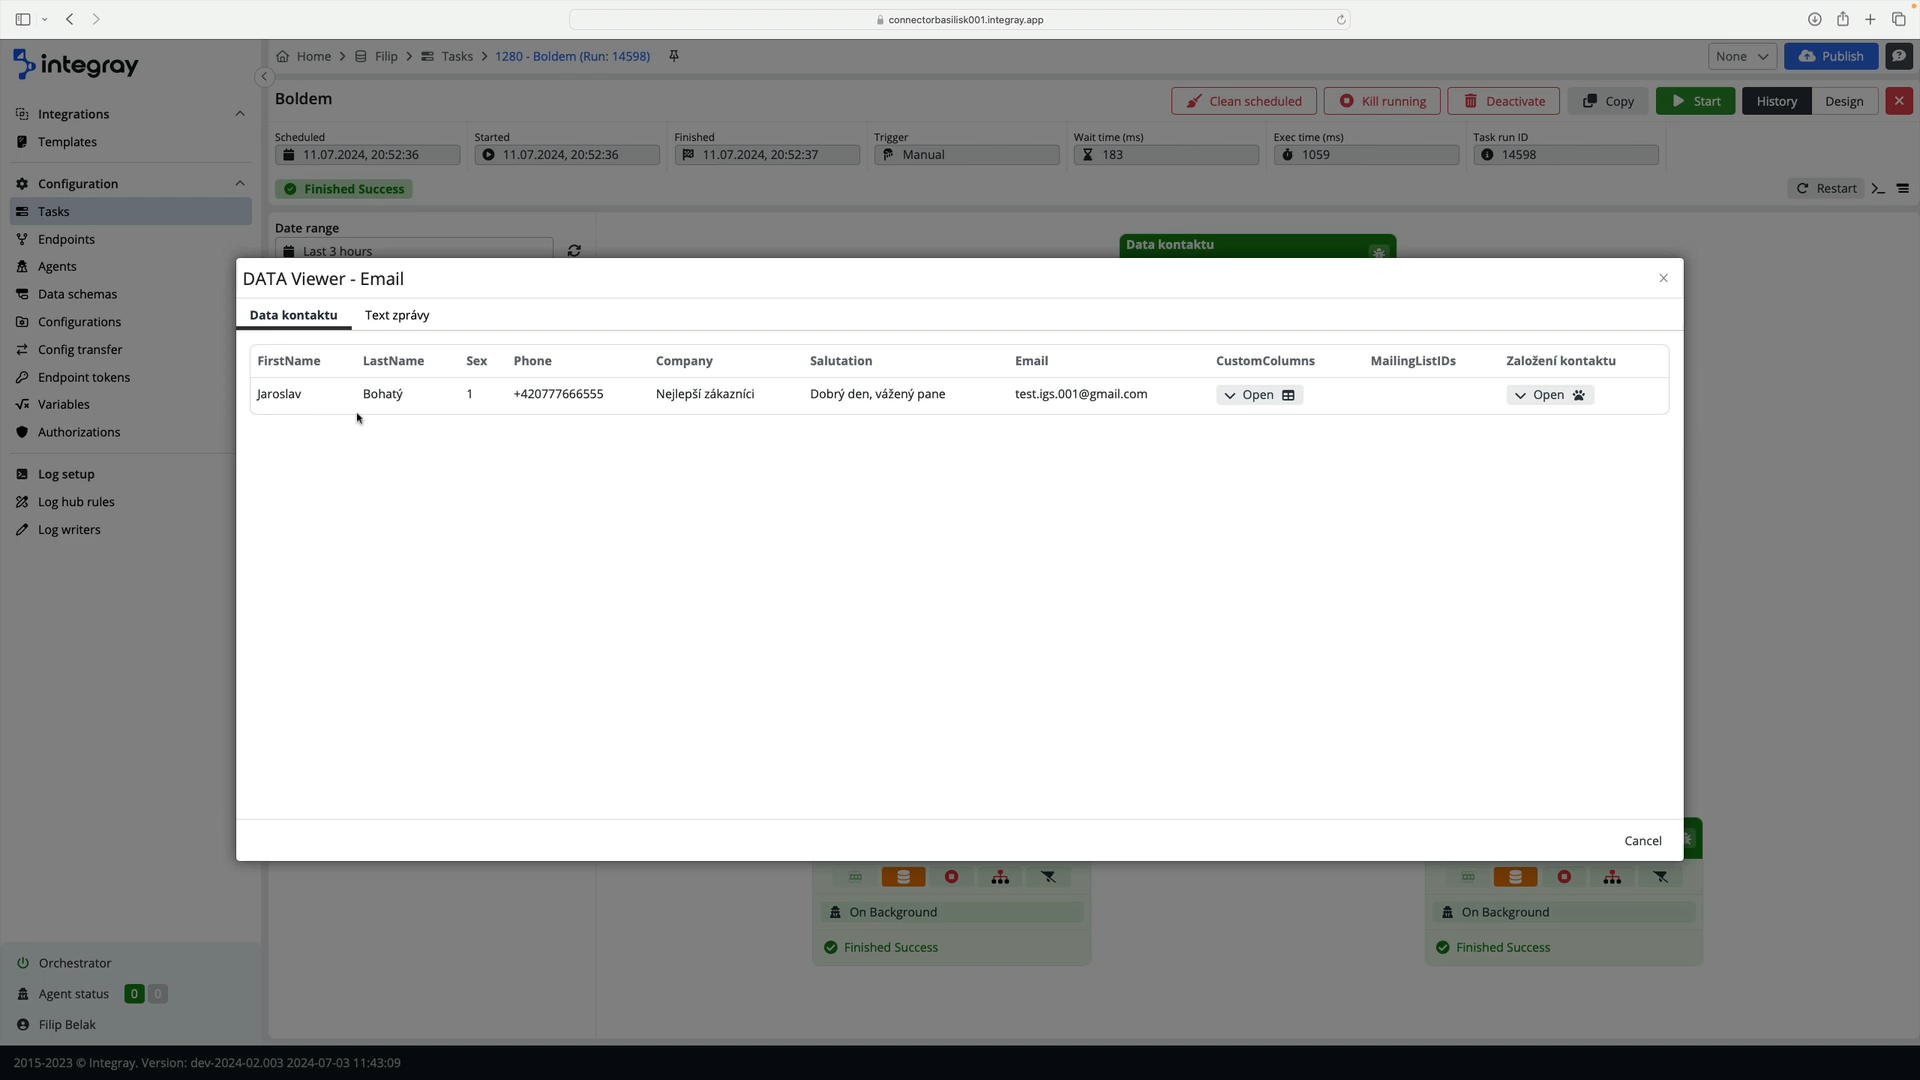 connectorbasilisk001.integray.app
integray
Home Filip Tasks 1280 - Boldem (Run: 14598) None Publish
Boldem Clean scheduled Kill running Deactivate Copy Start History Design
Integrations
Templates
Configuration
Tasks
Endpoints
Agents
Data schemas
Configurations
Config transfer
Endpoint tokens
Variables
Authorizations
Log setup
Log hub rules
Log writers
Scheduled Started Finished Trigger Wait time (ms) Exec time (ms) Task run ID
11.07.2024, 20:52:36 11.07.2024, 20:52:36 11.07.2024, 20:52:37 Manual 183 1059 14598
Finished Success Restart
Date range
Last 3 hours
Data kontaktu
DATA Viewer - Email
Data kontaktu Text zprávy
FirstName LastName Sex Phone Company Salutation Email CustomColumns MailingListIDs Založení kontaktu
Jaroslav Bohatý 1 +420777666555 Nejlepší zákazníci Dobrý den, vážený pane test.igs.001@gmail.com Open Open
Cancel
On Background On Background
Finished Success Finished Success
Orchestrator
Agent status 0 0
Filip Belak
2015-2023 © Integray. Version: dev-2024-02.003 2024-07-03 11:43:09